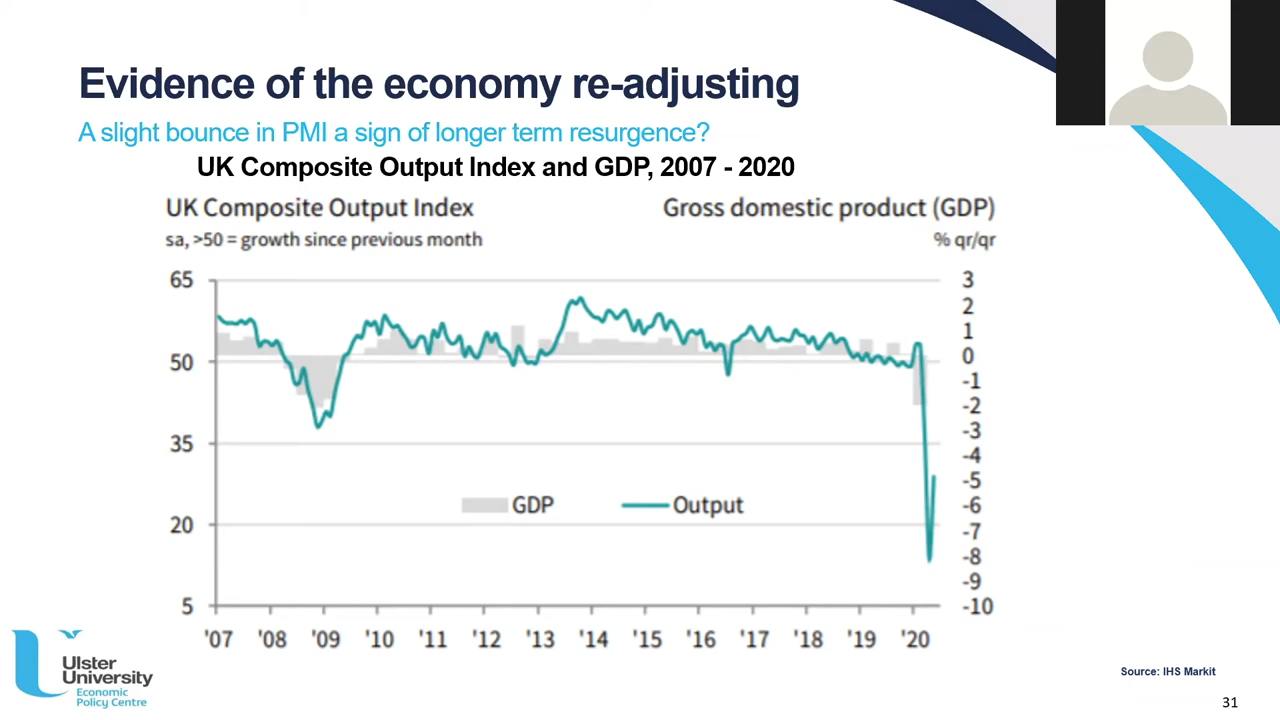 Evidence of the economy re-adjusting
A slight bounce in PMI a sign of longer term resurgence?
UK Composite Output Index and GDP, 2007 - 2020
UK Composite Output Index
Gross domestic product (GDP)
sa, >50 = growth since previous month
% qr/qr
65
50
35
20
5
3
2
1
0
-1
-2
-3
-4
-5
-6
-7
-8
-9
-10
GDP
Output
'07 '08 '09 '10 '11 '12 '13 '14 '15 '16 '17 '18 '19 '20
Ulster
University
Economic
Policy Centre
Source: IHS Markit
31